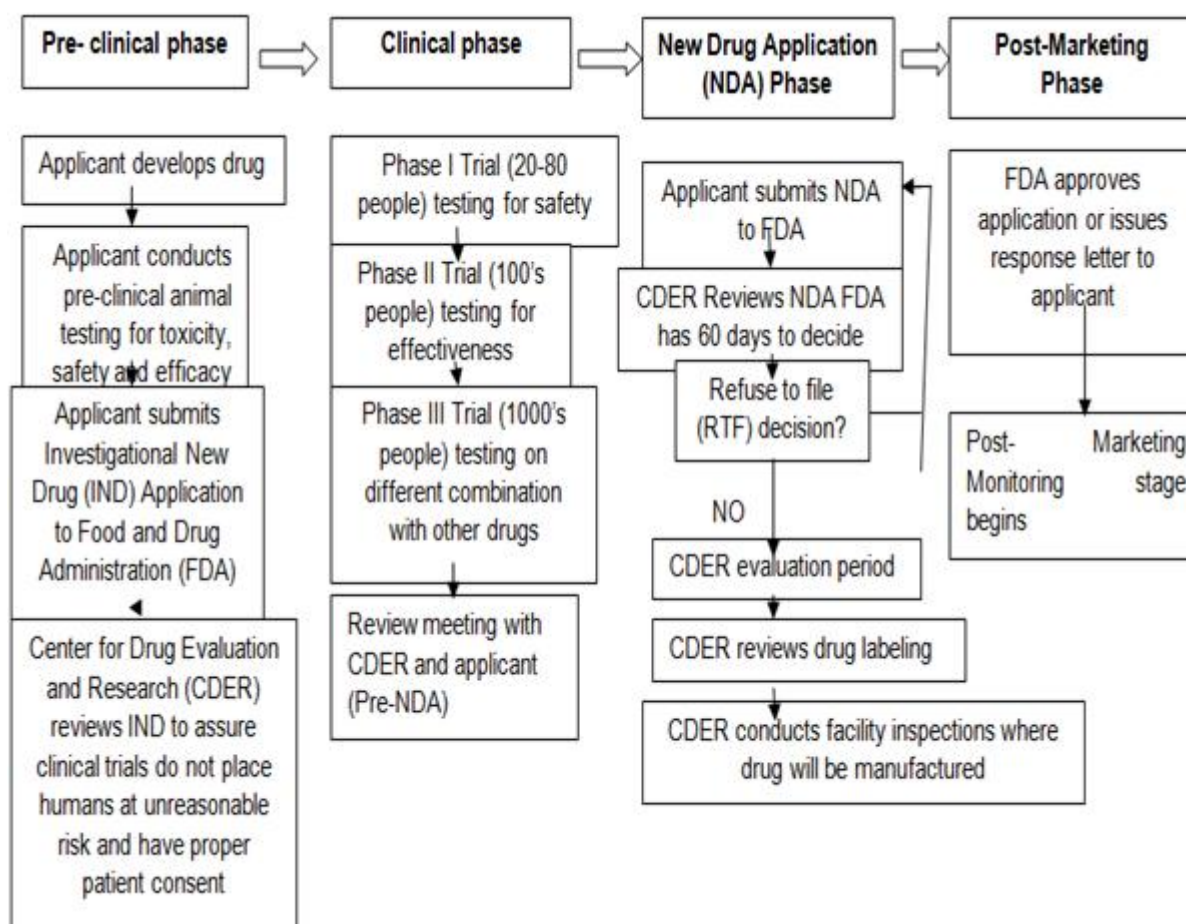 Pre- clinical phase
Clinical phase
New Drug Application
(NDA) Phase
Post-Marketing
Phase
Applicant develops drug
Applicant conducts
pre-clinical animal
testing for toxicity,
safety and efficacy
Applicant submits
Investigational New
Drug (IND) Application
to Food and Drug
Administration (FDA)
Center for Drug Evaluation
and Research (CDER)
reviews IND to assure
clinical trials do not place
humans at unreasonable
risk and have proper
patient consent
Phase I Trial (20-80
people) testing for safety
Phase II Trial (100's
people) testing for
effectiveness
Phase III Trial (1000's
people) testing on
different combination
with other drugs
Review meeting with
CDER and applicant
(Pre-NDA)
Applicant submits NDA
to FDA
CDER Reviews NDA FDA
has 60 days to decide
Refuse to file
(RTF) decision?
NO
CDER evaluation period
CDER reviews drug labeling
CDER conducts facility inspections where
drug will be manufactured
FDA approves
application or issues
response letter to
applicant
Post- Marketing
Monitoring stage
begins